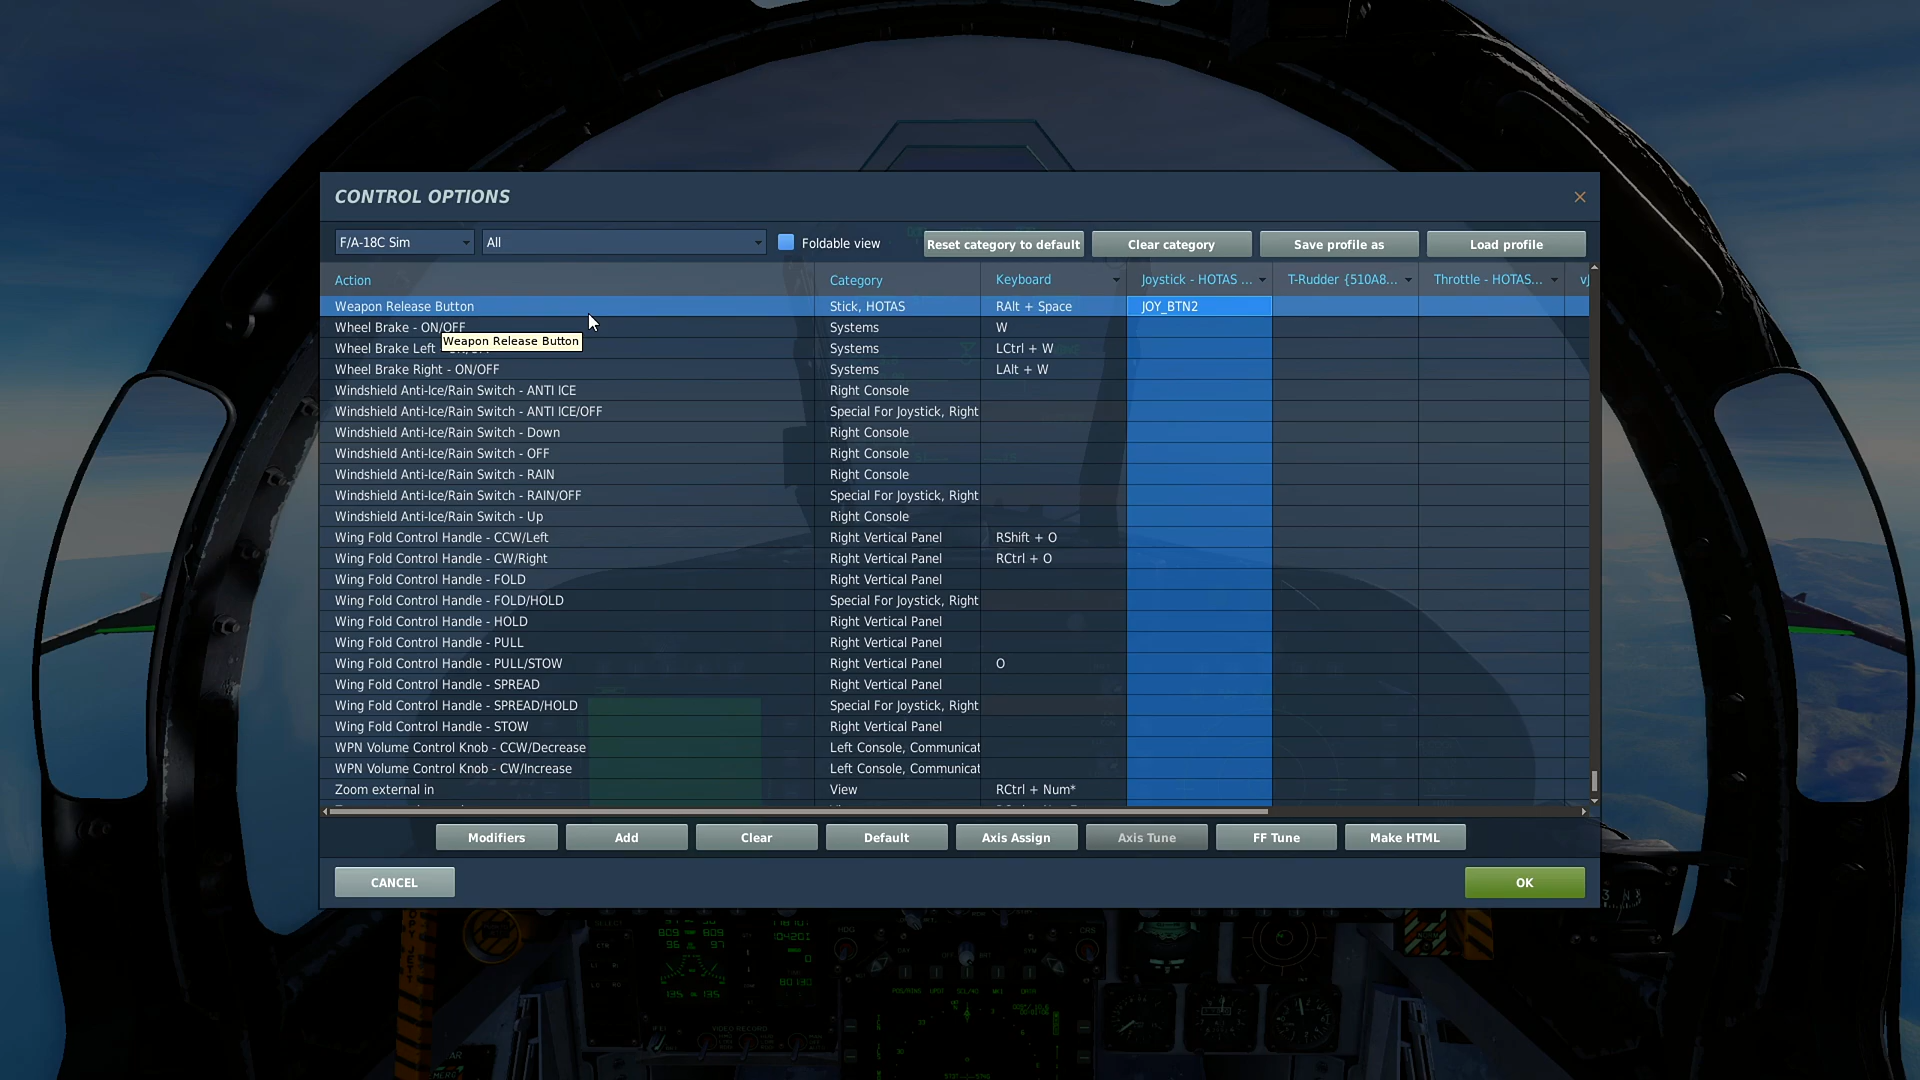 CONTROL OPTIONS ×
F/A-18C Sim All Foldable view Reset category to default Clear category Save profile as Load profile
Action Category Keyboard Joystick - HOTAS ... T-Rudder {510A8... Throttle - HOTAS... vJ
Weapon Release Button Stick, HOTAS RAlt + Space JOY_BTN2
Wheel Brake - ON/OFF Systems W
Weapon Release Button
Wheel Brake Left Systems LCtrl + W
Wheel Brake Right - ON/OFF Systems LAlt + W
Windshield Anti-Ice/Rain Switch - ANTI ICE Right Console
Windshield Anti-Ice/Rain Switch - ANTI ICE/OFF Special For Joystick, Right
Windshield Anti-Ice/Rain Switch - Down Right Console
Windshield Anti-Ice/Rain Switch - OFF Right Console
Windshield Anti-Ice/Rain Switch - RAIN Right Console
Windshield Anti-Ice/Rain Switch - RAIN/OFF Special For Joystick, Right
Windshield Anti-Ice/Rain Switch - Up Right Console
Wing Fold Control Handle - CCW/Left Right Vertical Panel RShift + O
Wing Fold Control Handle - CW/Right Right Vertical Panel RCtrl + O
Wing Fold Control Handle - FOLD Right Vertical Panel
Wing Fold Control Handle - FOLD/HOLD Special For Joystick, Right
Wing Fold Control Handle - HOLD Right Vertical Panel
Wing Fold Control Handle - PULL Right Vertical Panel
Wing Fold Control Handle - PULL/STOW Right Vertical Panel O
Wing Fold Control Handle - SPREAD Right Vertical Panel
Wing Fold Control Handle - SPREAD/HOLD Special For Joystick, Right
Wing Fold Control Handle - STOW Right Vertical Panel
WPN Volume Control Knob - CCW/Decrease Left Console, Communicat
WPN Volume Control Knob - CW/Increase Left Console, Communicat
Zoom external in View RCtrl + Num*
Modifiers Add Clear Default Axis Assign Axis Tune FF Tune Make HTML
CANCEL OK
SELECT
809 809
96 97
HDG CRS
135 135
VIDEO RECORD